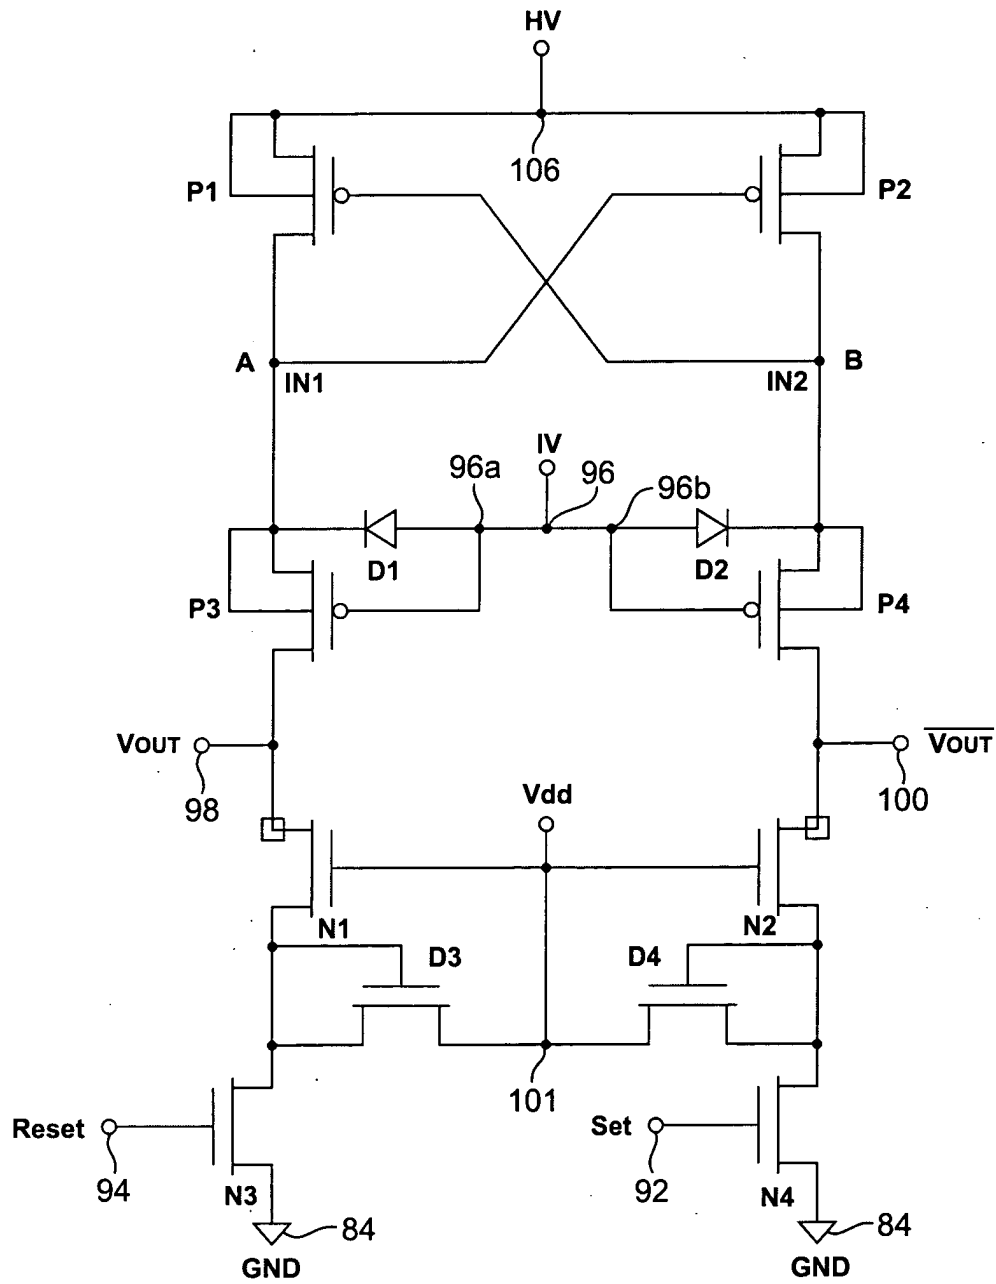 HV
106
P1
P2
A
IN1
IN2
B
IV
96a
96
96b
D1
D2
P3
P4
VOUT
98
Vdd
VOUT
100
N1
N2
D3
D4
101
Reset
94
N3
Set
92
N4
84
GND
84
GND